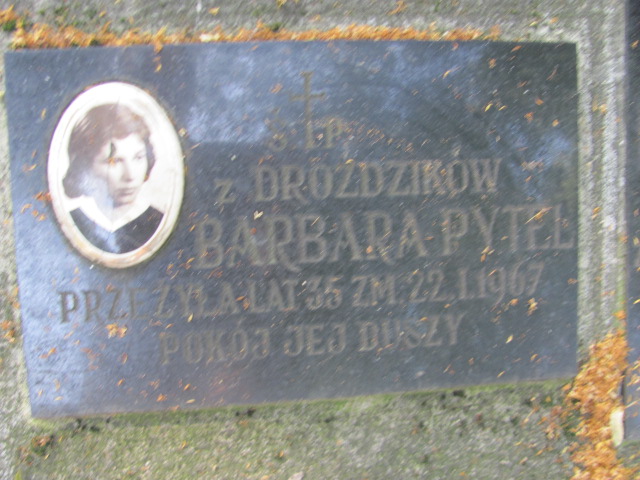 Ś†P.
z DROŻDZIKÓW
BARBARA PYTEL
PRZEŻYŁA LAT 35 ZM. 22.I.1967
POKÓJ JEJ DUSZY